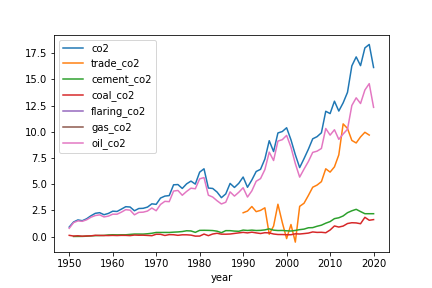 co2
trade_co2
cement_co2
coal_co2
flaring_co2
gas_co2
oil_co2
17.5
15.0
12.5
10.0
7.5
5.0
2.5
0.0
1950 1960 1970 1980 1990 2000 2010 2020
year